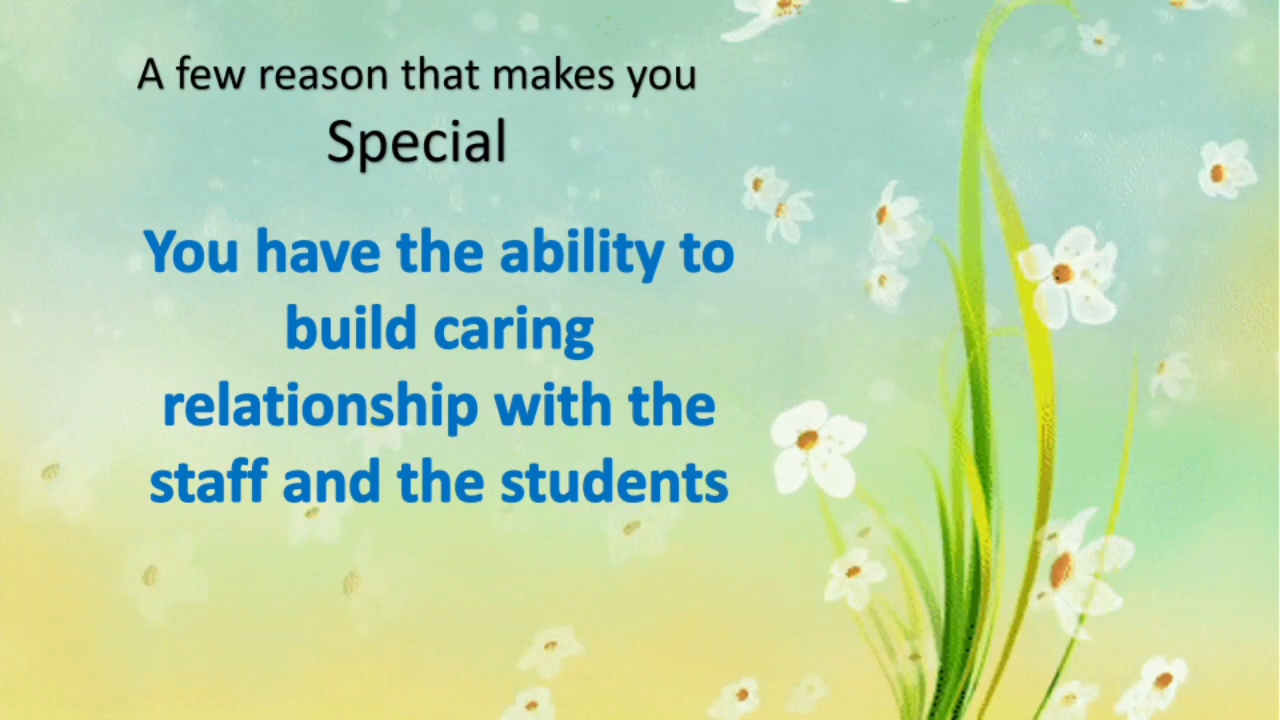 A few reason that makes you
Special
You have the ability to
build caring
relationship with the
staff and the students